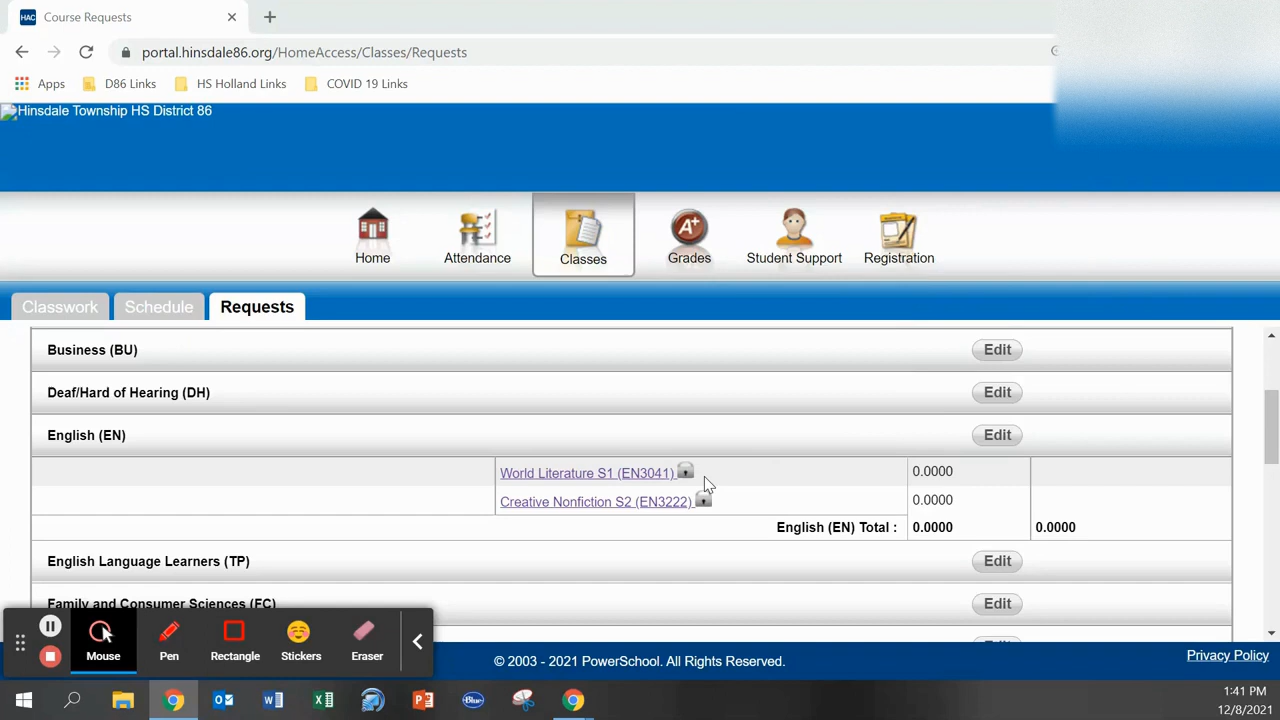 HAC Course Requests
portal.hinsdale86.org/HomeAccess/Classes/Requests
Apps D86 Links HS Holland Links COVID 19 Links
Hinsdale Township HS District 86
Home Attendance Classes Grades Student Support Registration
Classwork Schedule Requests
Business (BU) Edit
Deaf/Hard of Hearing (DH) Edit
English (EN) Edit
World Literature S1 (EN3041) 0.0000
Creative Nonfiction S2 (EN3222) 0.0000
English (EN) Total : 0.0000 0.0000
English Language Learners (TP) Edit
Family and Consumer Sciences (FC) Edit
Mouse Pen Rectangle Stickers Eraser
© 2003 - 2021 PowerSchool. All Rights Reserved. Privacy Policy
1:41 PM
12/8/2021